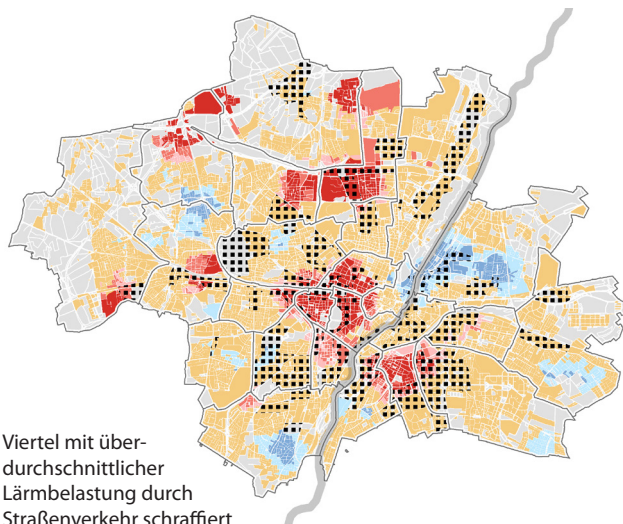 Viertel mit über-
durchschnittlicher
Lärmbelastung durch
Straßenverkehr schraffiert